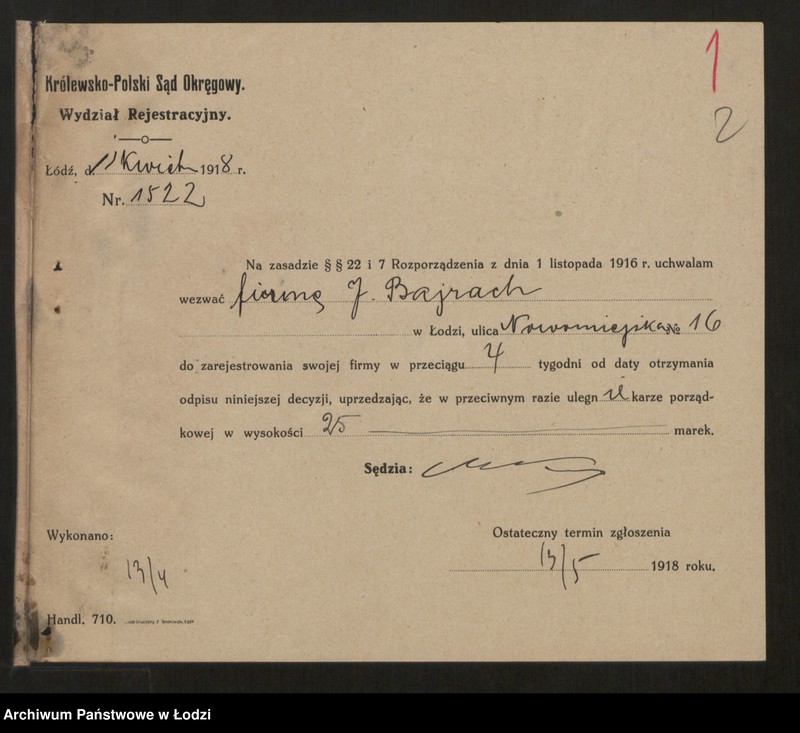 1
2
Królewsko-Polski Sąd Okręgowy.
Wydział Rejestracyjny.
Łódź, d. 11 Kwiet 1918 r.
Nr. 1522
Na zasadzie § § 22 i 7 Rozporządzenia z dnia 1 listopada 1916 r. uchwalam
wezwać firmę J. Bajrach
w Łodzi, ulica Nowomiejska № 16
do zarejestrowania swojej firmy w przeciągu 4 tygodni od daty otrzymania
odpisu niniejszej decyzji, uprzedzając, że w przeciwnym razie ulegnie karze porząd-
kowej w wysokości 25 marek.
Sędzia:
Wykonano:
13/4
Ostateczny termin zgłoszenia
13/5 1918 roku.
Handl. 710.
Archiwum Państwowe w Łodzi